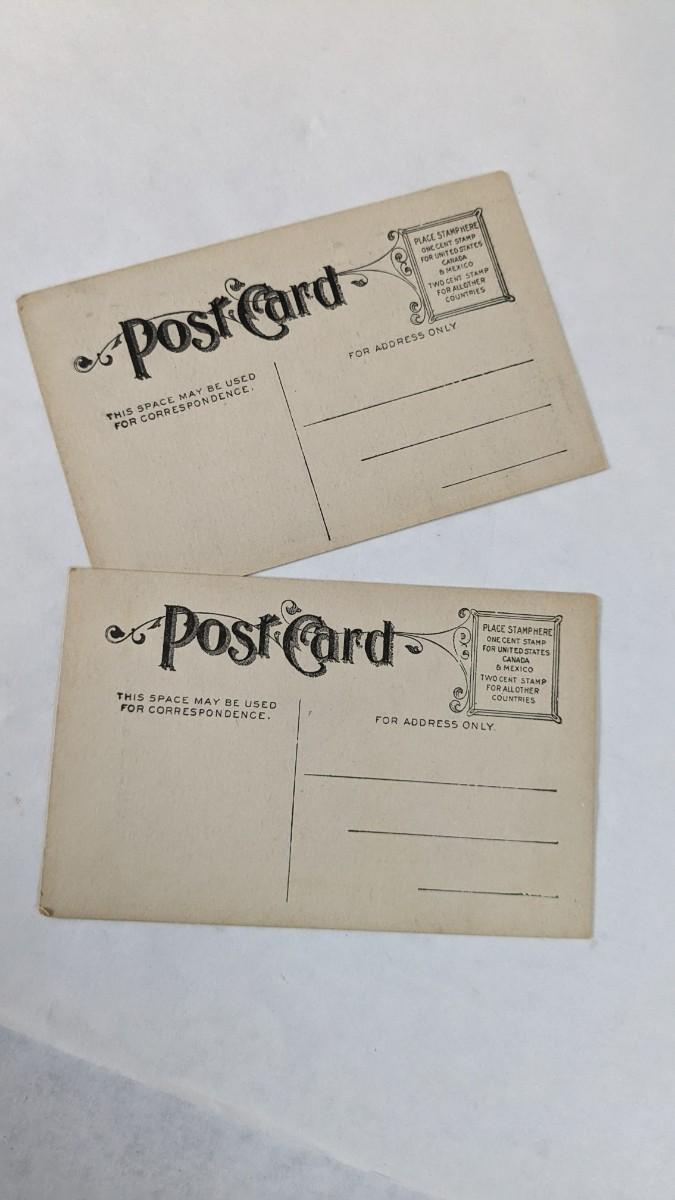 Post Card
PLACE STAMP HERE
ONE CENT STAMP
FOR UNITED STATES
CANADA
& MEXICO
TWO CENT STAMP
FOR ALL OTHER
COUNTRIES
THIS SPACE MAY BE USED
FOR CORRESPONDENCE.
FOR ADDRESS ONLY
Post Card
PLACE STAMP HERE
ONE CENT STAMP
FOR UNITED STATES
CANADA
& MEXICO
TWO CENT STAMP
FOR ALL OTHER
COUNTRIES
THIS SPACE MAY BE USED
FOR CORRESPONDENCE.
FOR ADDRESS ONLY.